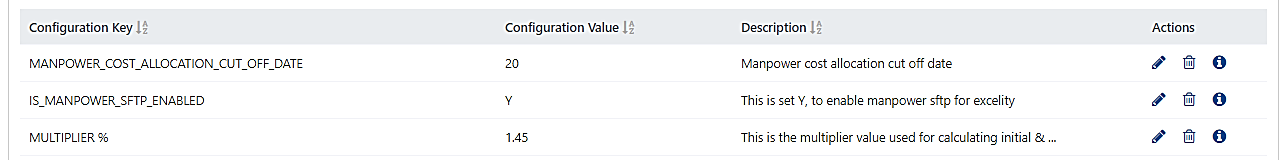 Configuration Key Configuration Value Description Actions
MANPOWER_COST_ALLOCATION_CUT_OFF_DATE 20 Manpower cost allocation cut off date
IS_MANPOWER_SFTP_ENABLED Y This is set Y, to enable manpower sftp for excelity
MULTIPLIER % 1.45 This is the multiplier value used for calculating initial & ...